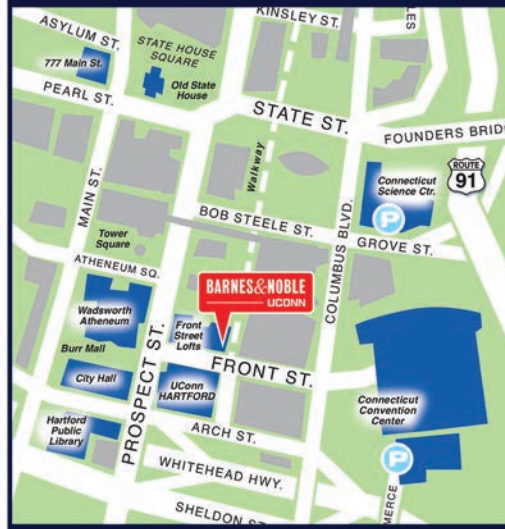 KINSLEY ST.
ASYLUM ST.
STATE HOUSE
SQUARE
777 Main St.
Old State
House
PEARL ST.
STATE ST.
FOUNDERS BRID
ROUTE
91
Walkway
Connecticut
Science Ctr.
P
MAIN ST.
BOB STEELE ST.
GROVE ST.
COLUMBUS BLVD.
Tower
Square
ATHENEUM SQ.
BARNES&NOBLE
UCONN
Wadsworth
Atheneum
Front
Street
Lofts
Burr Mall
FRONT ST.
City Hall
UConn
HARTFORD
PROSPECT ST.
Connecticut
Convention
Center
Hartford
Public
Library
ARCH ST.
P
WHITEHEAD HWY.
MERCE
SHELDON ST